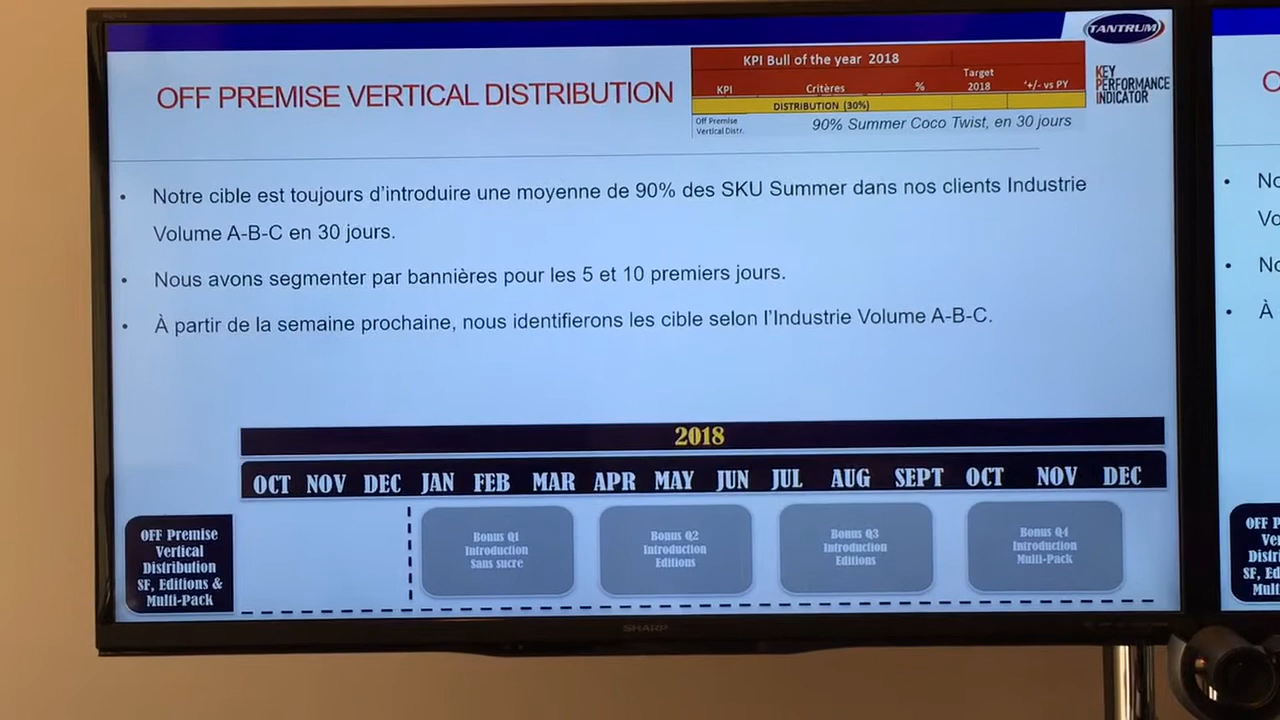 TANTRUM
OFF PREMISE VERTICAL DISTRIBUTION
KPI Bull of the year 2018
KPI Critères % Target 2018 '+/- vs PY
DISTRIBUTION (30%)
Off Premise
Vertical Distr.
90% Summer Coco Twist, en 30 jours
KEY
PERFORMANCE
INDICATOR
• Notre cible est toujours d'introduire une moyenne de 90% des SKU Summer dans nos clients Industrie
Volume A-B-C en 30 jours.
• Nous avons segmenter par bannières pour les 5 et 10 premiers jours.
• À partir de la semaine prochaine, nous identifierons les cible selon l'Industrie Volume A-B-C.
2018
OCT NOV DEC JAN FEB MAR APR MAY JUN JUL AUG SEPT OCT NOV DEC
OFF Premise
Vertical
Distribution
SF, Editions &
Multi-Pack
Bonus Q1
Introduction
Sans sucre
Bonus Q2
Introduction
Editions
Bonus Q3
Introduction
Editions
Bonus Q4
Introduction
Multi-Pack
SHARP
• À
OFF P
SF, Ed